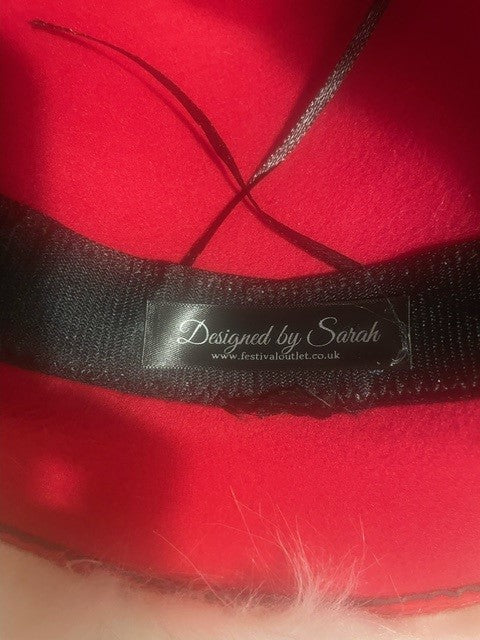 Designed by Sarah
www.festivaloutlet.co.uk